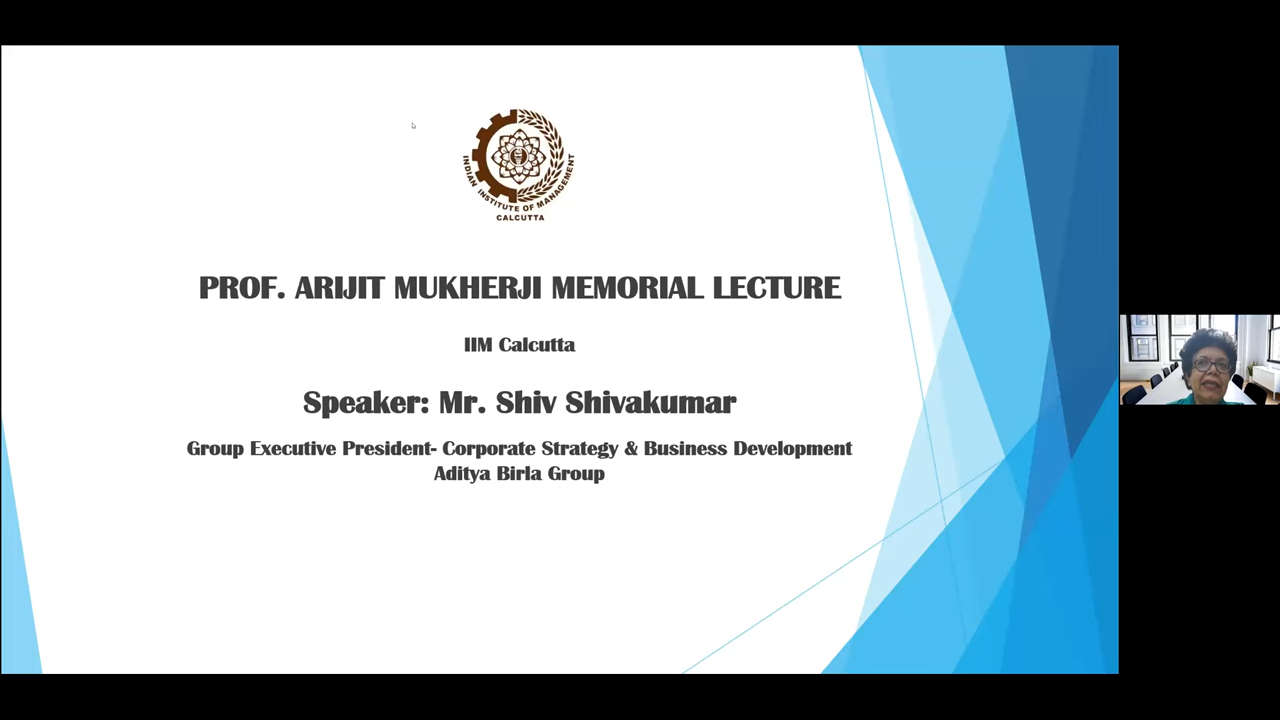 INDIAN INSTITUTE OF MANAGEMENT
CALCUTTA
PROF. ARIJIT MUKHERJI MEMORIAL LECTURE
IIM Calcutta
Speaker: Mr. Shiv Shivakumar
Group Executive President- Corporate Strategy & Business Development
Aditya Birla Group